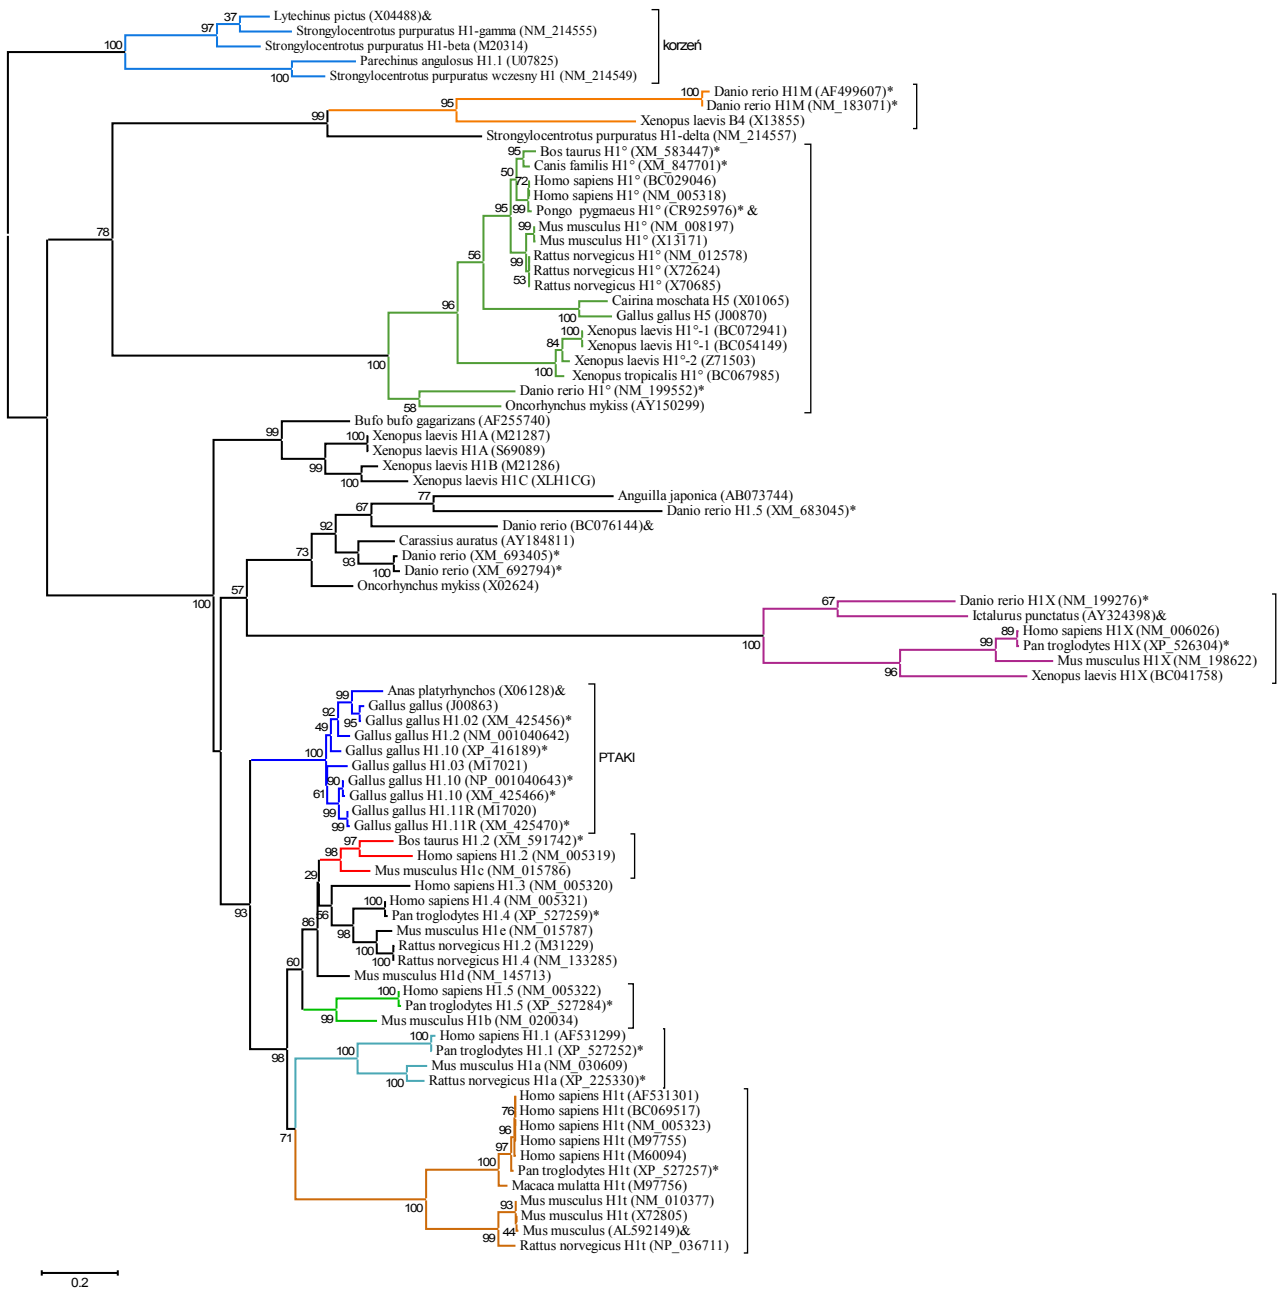 37
Lytechinus pictus (X04488)&
97
Strongylocentrotus purpuratus H1-gamma (NM_214555)
100
Strongylocentrotus purpuratus H1-beta (M20314)
korzeń
Parechinus angulosus H1.1 (U07825)
100
Strongylocentrotus purpuratus wczesny H1 (NM_214549)
100
Danio rerio H1M (AF499607)*
95
Danio rerio H1M (NM_183071)*
99
Xenopus laevis B4 (X13855)
Strongylocentrotus purpuratus H1-delta (NM_214557)
95
Bos taurus H1° (XM_583447)*
50
Canis familis H1° (XM_847701)*
72
Homo sapiens H1° (BC029046)
Homo sapiens H1° (NM_005318)
95
99
Pongo pygmaeus H1° (CR925976)* &
78
99
Mus musculus H1° (NM_008197)
Mus musculus H1° (X13171)
56
99
Rattus norvegicus H1° (NM_012578)
Rattus norvegicus H1° (X72624)
53
Rattus norvegicus H1° (X70685)
96
Cairina moschata H5 (X01065)
100
Gallus gallus H5 (J00870)
100
Xenopus laevis H1°-1 (BC072941)
84
Xenopus laevis H1°-1 (BC054149)
Xenopus laevis H1°-2 (Z71503)
100
100
Xenopus tropicalis H1° (BC067985)
Danio rerio H1° (NM_199552)*
58
Oncorhynchus mykiss (AY150299)
Bufo bufo gagarizans (AF255740)
99
100
Xenopus laevis H1A (M21287)
Xenopus laevis H1A (S69089)
99
Xenopus laevis H1B (M21286)
100
Xenopus laevis H1C (XLH1CG)
77
Anguilla japonica (AB073744)
67
Danio rerio H1.5 (XM_683045)*
92
Danio rerio (BC076144)&
Carassius auratus (AY184811)
73
93
Danio rerio (XM_693405)*
100
Danio rerio (XM_692794)*
57
Oncorhynchus mykiss (X02624)
100
67
Danio rerio H1X (NM_199276)*
Ictalurus punctatus (AY324398)&
89
Homo sapiens H1X (NM_006026)
100
99
Pan troglodytes H1X (XP_526304)*
Mus musculus H1X (NM_198622)
96
Xenopus laevis H1X (BC041758)
99
Anas platyrhynchos (X06128)&
92
Gallus gallus (J00863)
49
95
Gallus gallus H1.02 (XM_425456)*
Gallus gallus H1.2 (NM_001040642)
100
Gallus gallus H1.10 (XP_416189)*
PTAKI
Gallus gallus H1.03 (M17021)
90
Gallus gallus H1.10 (NP_001040643)*
61
Gallus gallus H1.10 (XM_425466)*
99
Gallus gallus H1.11R (M17020)
99
Gallus gallus H1.11R (XM_425470)*
97
Bos taurus H1.2 (XM_591742)*
98
Homo sapiens H1.2 (NM_005319)
29
Mus musculus H1c (NM_015786)
Homo sapiens H1.3 (NM_005320)
100
Homo sapiens H1.4 (NM_005321)
93
56
Pan troglodytes H1.4 (XP_527259)*
86
98
Mus musculus H1e (NM_015787)
100
Rattus norvegicus H1.2 (M31229)
60
100
Rattus norvegicus H1.4 (NM_133285)
Mus musculus H1d (NM_145713)
100
Homo sapiens H1.5 (NM_005322)
Pan troglodytes H1.5 (XP_527284)*
99
Mus musculus H1b (NM_020034)
100
Homo sapiens H1.1 (AF531299)
98
100
Pan troglodytes H1.1 (XP_527252)*
Mus musculus H1a (NM_030609)
100
Rattus norvegicus H1a (XP_225330)*
Homo sapiens H1t (AF531301)
76
Homo sapiens H1t (BC069517)
96
Homo sapiens H1t (NM_005323)
71
97
Homo sapiens H1t (M97755)
100
Homo sapiens H1t (M60094)
Pan troglodytes H1t (XP_527257)*
Macaca mulatta H1t (M97756)
100
93
Mus musculus H1t (NM_010377)
Mus musculus H1t (X72805)
99
44
Mus musculus (AL592149)&
Rattus norvegicus H1t (NP_036711)
0.2